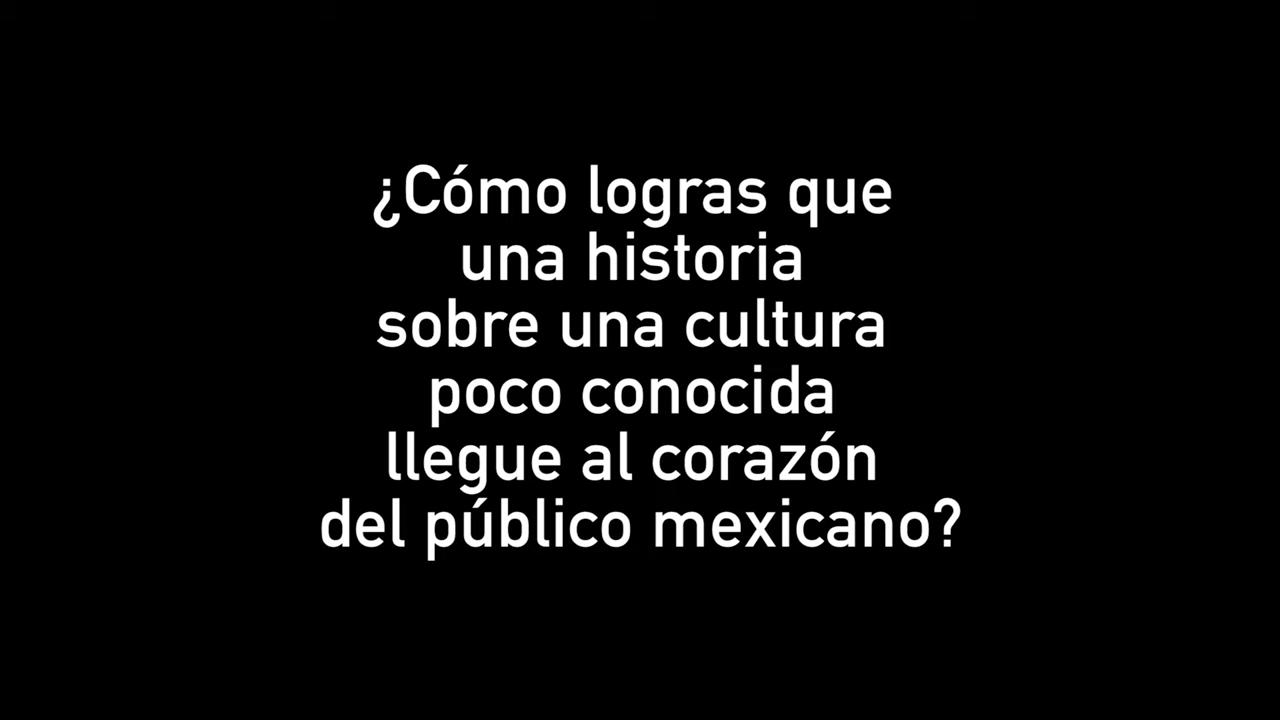 ¿Cómo logras que
una historia
sobre una cultura
poco conocida
llegue al corazón
del público mexicano?